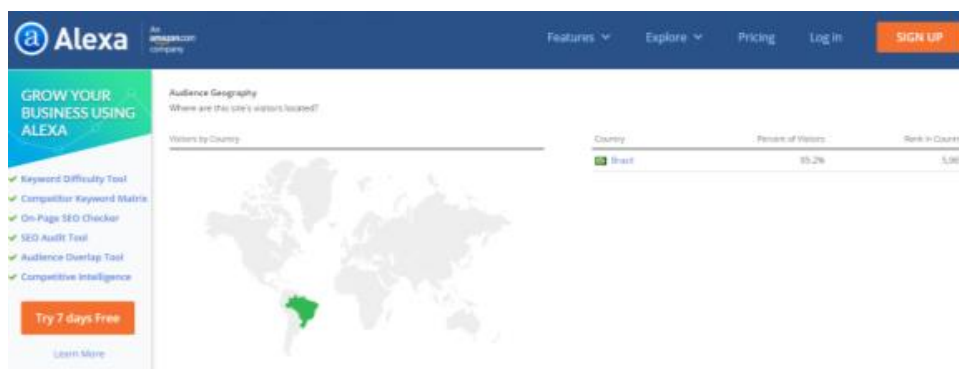 a Alexa
An
amazon.com
company
Features
Explore
Pricing
Log in
SIGN UP
GROW YOUR
BUSINESS USING
ALEXA
Keyword Difficulty Tool
Competitor Keyword Matrix
On-Page SEO Checker
SEO Audit Tool
Audience Overlap Tool
Competitive Intelligence
Try 7 days Free
Learn More
Audience Geography
Where are this site's visitors located?
Visitors by Country
Country Percent of Visitors Rank in
Brazil